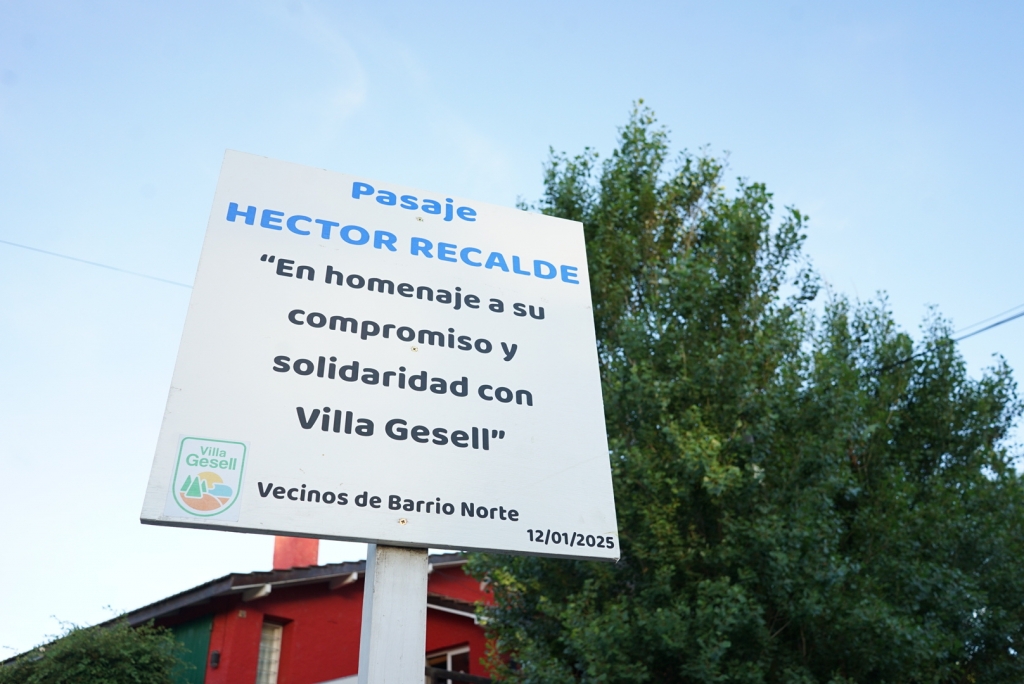 Pasaje
HECTOR RECALDE
“En homenaje a su
compromiso y
solidaridad con
Villa Gesell”
Villa
Gesell
Vecinos de Barrio Norte
12/01/2025